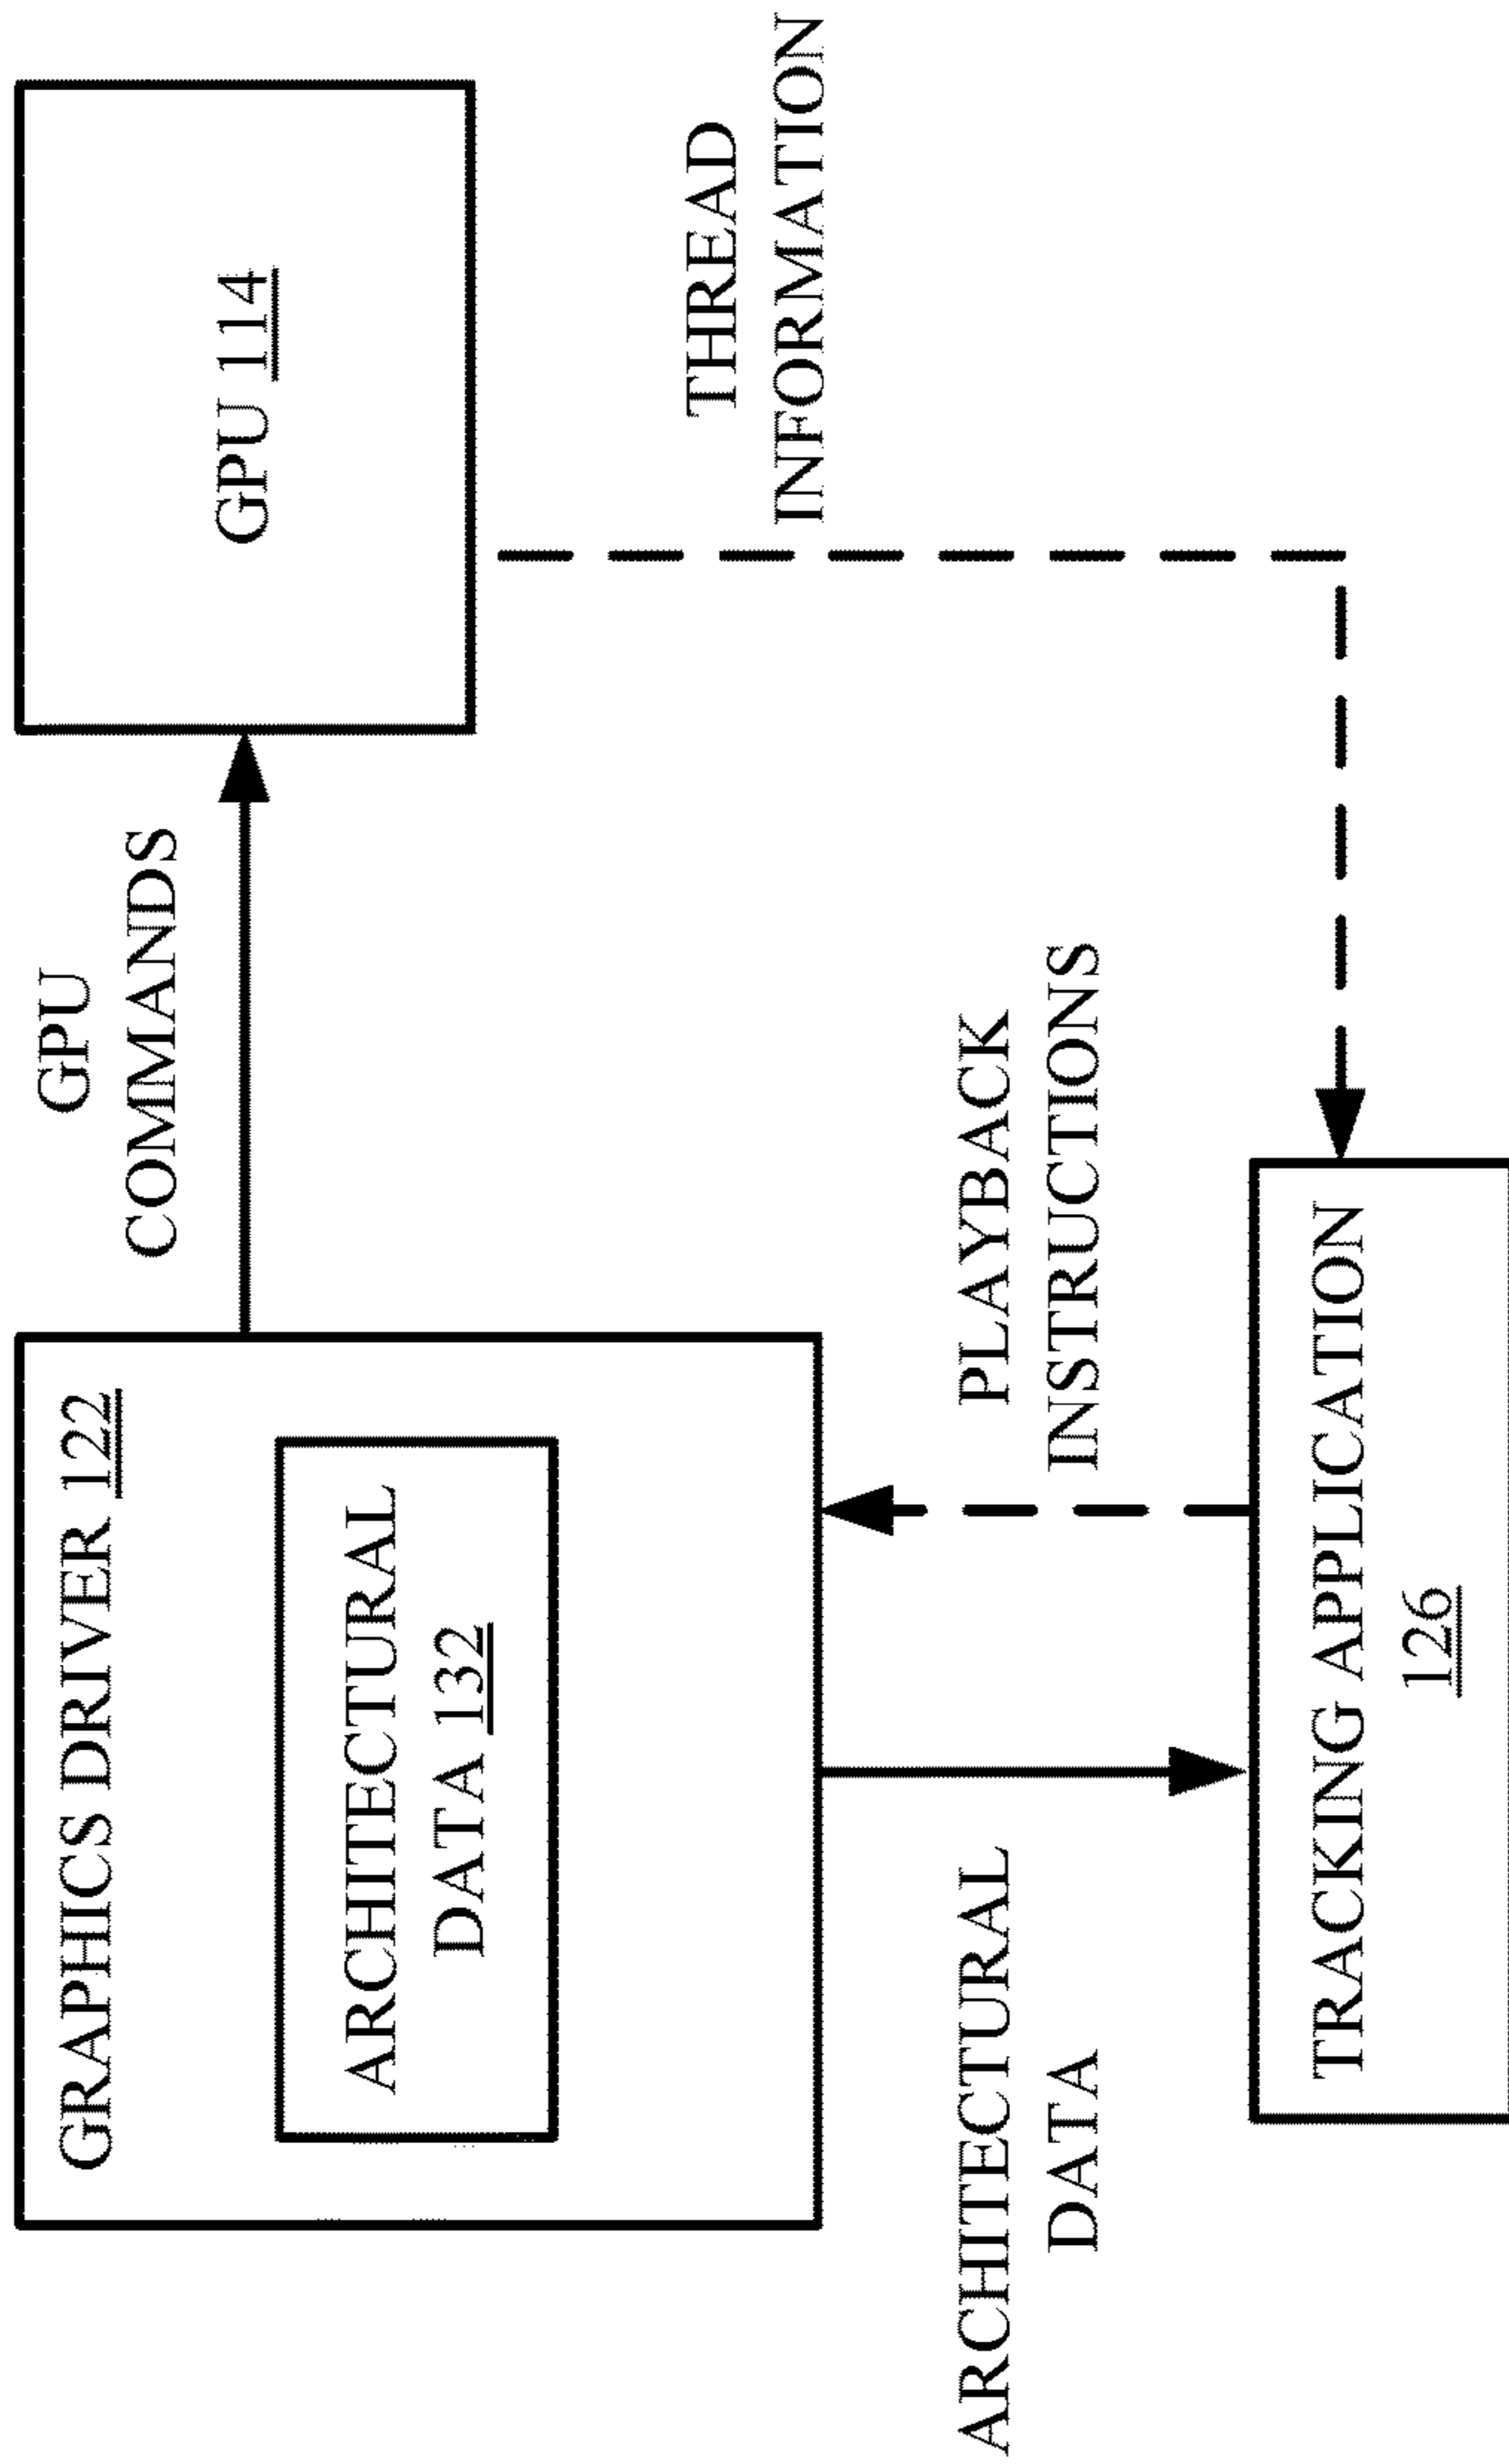 GRAPHICS DRIVER 122
ARCHITECTURAL
DATA 132
GPU
COMMANDS
GPU 114
ARCHITECTURAL
DATA
PLAYBACK
INSTRUCTIONS
THREAD
INFORMATION
TRACKING APPLICATION
126